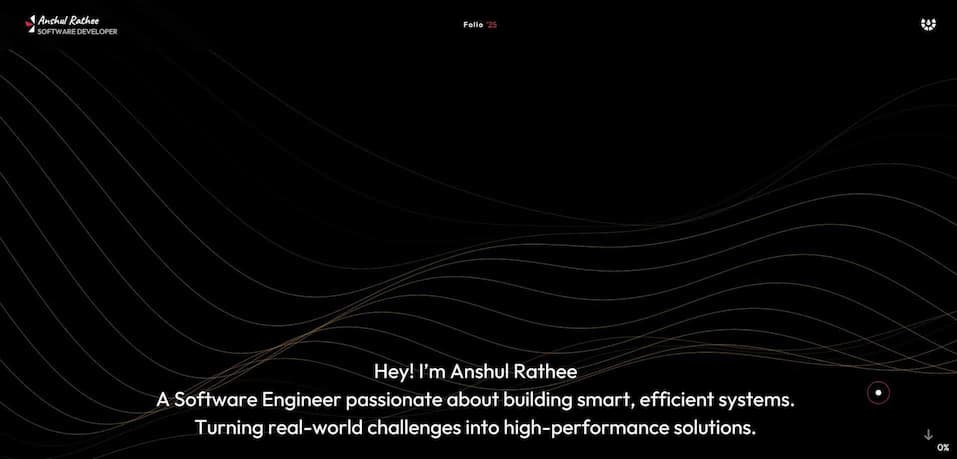 Anshul Rathee
SOFTWARE DEVELOPER
Folio '25
Hey! I'm Anshul Rathee
A Software Engineer passionate about building smart, efficient systems.
Turning real-world challenges into high-performance solutions.
0%